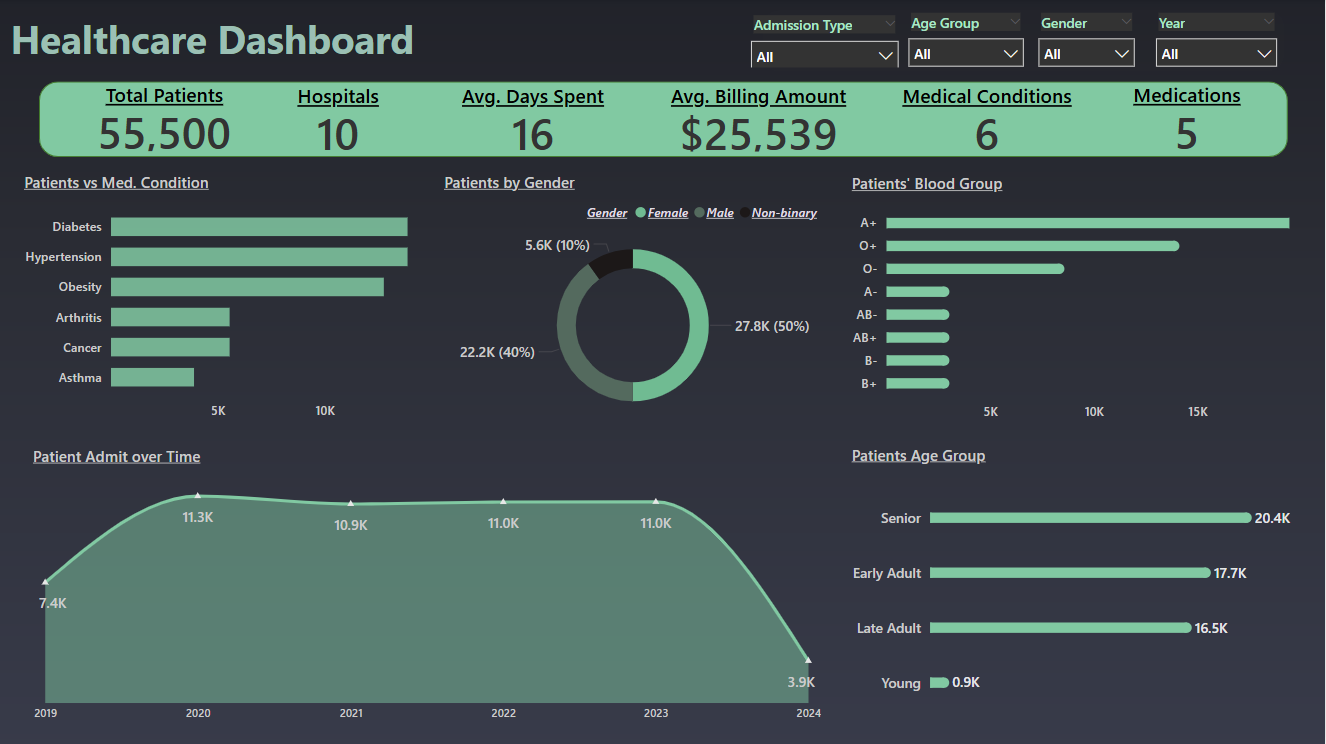 Healthcare Dashboard
Admission Type
All
Age Group
All
Gender
All
Year
All
Total Patients
55,500
Hospitals
10
Avg. Days Spent
16
Avg. Billing Amount
$25,539
Medical Conditions
6
Medications
5
Patients vs Med. Condition
Diabetes
Hypertension
Obesity
Arthritis
Cancer
Asthma
5K 10K
Patients by Gender
Gender Female Male Non-binary
5.6K (10%)
27.8K (50%)
22.2K (40%)
Patients' Blood Group
A+
O+
O-
A-
AB-
AB+
B-
B+
5K 10K 15K
Patient Admit over Time
7.4K
11.3K
10.9K
11.0K
11.0K
3.9K
2019 2020 2021 2022 2023 2024
Patients Age Group
Senior 20.4K
Early Adult 17.7K
Late Adult 16.5K
Young 0.9K